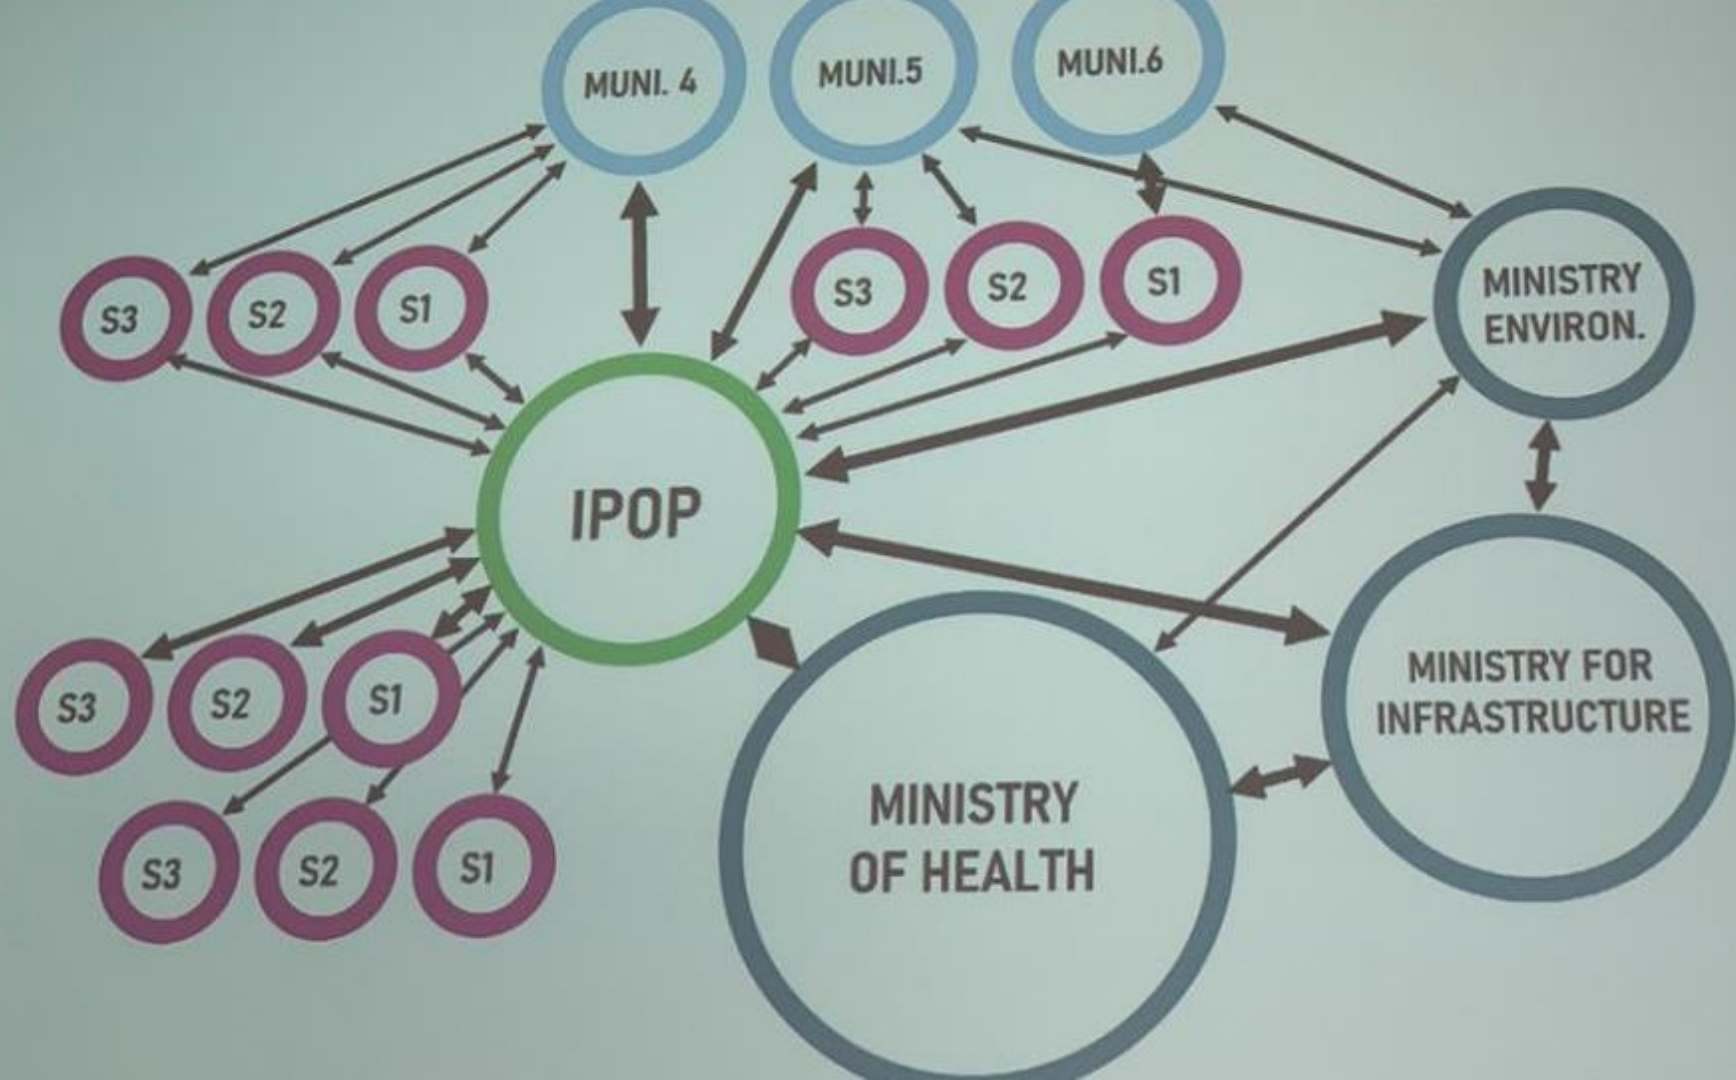 MUNI. 4
MUNI.5
MUNI.6
S3
S2
S1
S3
S2
S1
MINISTRY
ENVIRON.
IPOP
S3
S2
S1
MINISTRY FOR
INFRASTRUCTURE
S3
S2
S1
MINISTRY
OF HEALTH